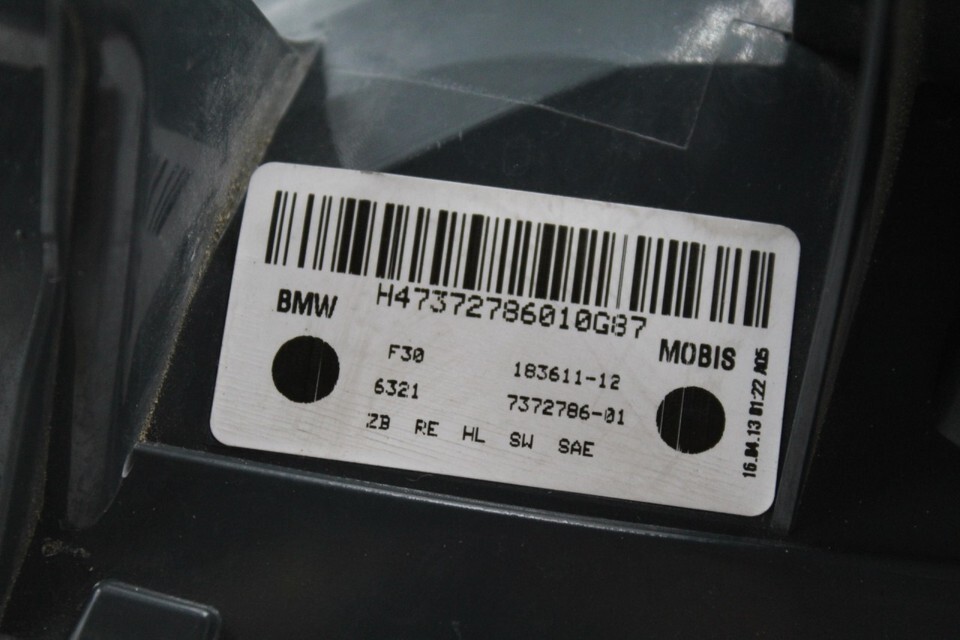 H47372786010G87
BMW
MOBIS
F30 183611-12
6321 7372786-01
ZB RE HL SW SAE
16.04.13 01:22 A05